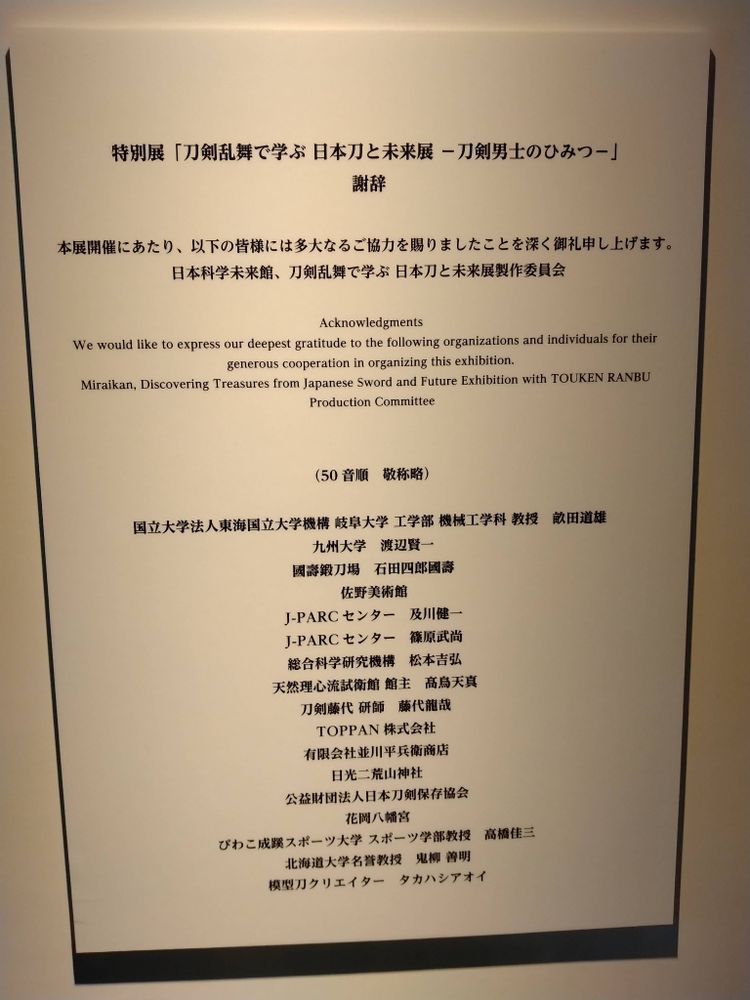 特別展「刀剣乱舞で学ぶ 日本刀と未来展 －刀剣男士のひみつ－」
謝辞
本展開催にあたり、以下の皆様には多大なるご協力を賜りましたことを深く御礼申し上げます。
日本科学未来館、刀剣乱舞で学ぶ 日本刀と未来展製作委員会
Acknowledgments
We would like to express our deepest gratitude to the following organizations and individuals for their
generous cooperation in organizing this exhibition.
Miraikan, Discovering Treasures from Japanese Sword and Future Exhibition with TOUKEN RANBU
Production Committee
（50音順　敬称略）
国立大学法人東海国立大学機構 岐阜大学 工学部 機械工学科 教授　畝田道雄
九州大学　渡辺賢一
國壽鍛刀場　石田四郎國壽
佐野美術館
J-PARCセンター　及川健一
J-PARCセンター　篠原武尚
総合科学研究機構　松本吉弘
天然理心流試衛館 館主　髙鳥天真
刀剣藤代 研師　藤代龍哉
TOPPAN株式会社
有限会社並川平兵衛商店
日光二荒山神社
公益財団法人日本刀剣保存協会
花岡八幡宮
びわこ成蹊スポーツ大学 スポーツ学部教授　高橋佳三
北海道大学名誉教授　鬼柳 善明
模型刀クリエイター　タカハシアオイ